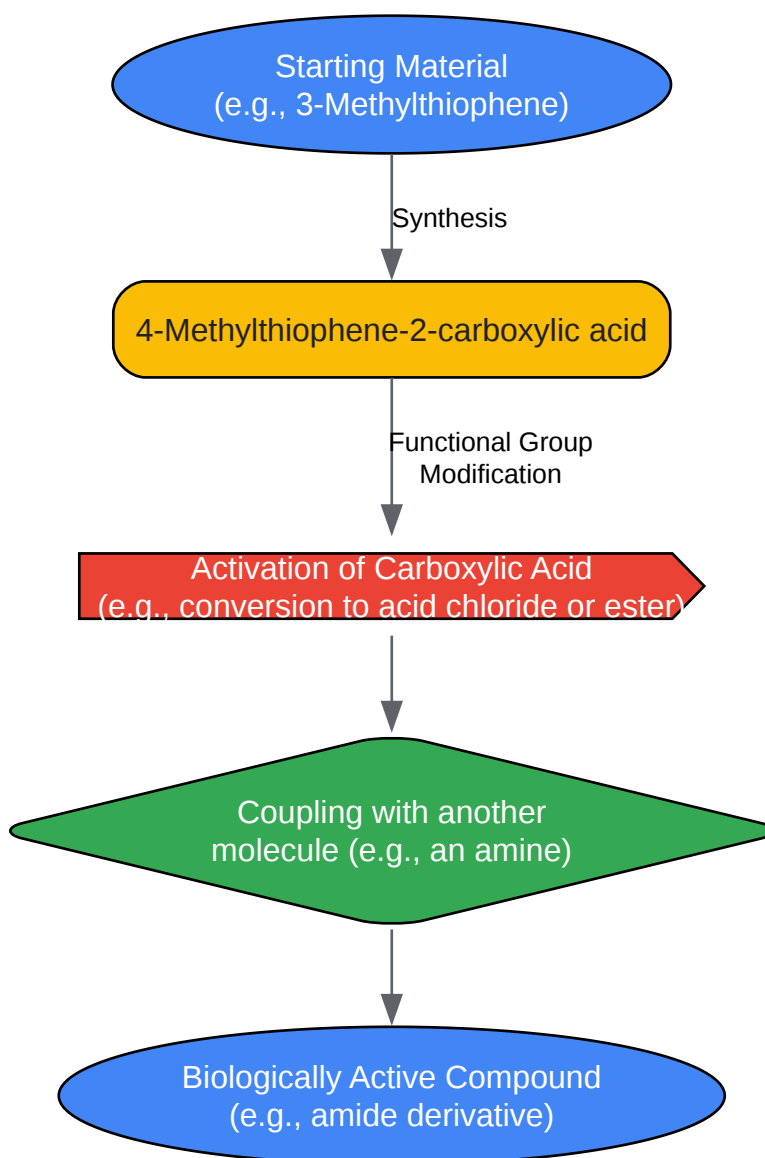 Starting Material
(e.g., 3-Methylthiophene)
Synthesis
4-Methylthiophene-2-carboxylic acid
Functional Group
Modification
Activation of Carboxylic Acid
(e.g., conversion to acid chloride or ester)
Coupling with another
molecule (e.g., an amine)
Biologically Active Compound
(e.g., amide derivative)